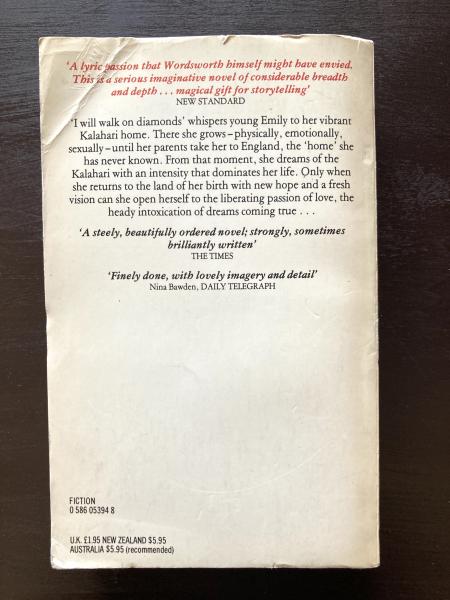 ‘A lyric passion that Wordsworth himself might have envied.
This is a serious imaginative novel of considerable breadth
and depth . . . magical gift for storytelling’
NEW STANDARD
‘I will walk on diamonds’ whispers young Emily to her vibrant
Kalahari home. There she grows – physically, emotionally,
sexually – until her parents take her to England, the ‘home’ she
has never known. From that moment, she dreams of the
Kalahari with an intensity that dominates her life. Only when
she returns to the land of her birth with new hope and a fresh
vision can she open herself to the liberating passion of love, the
heady intoxication of dreams coming true . . .
‘A steely, beautifully ordered novel; strongly, sometimes
brilliantly written’
THE TIMES
‘Finely done, with lovely imagery and detail’
Nina Bawden, DAILY TELEGRAPH
FICTION
0 586 05394 8
U.K. £1.95 NEW ZEALAND $5.95
AUSTRALIA $5.95 (recommended)